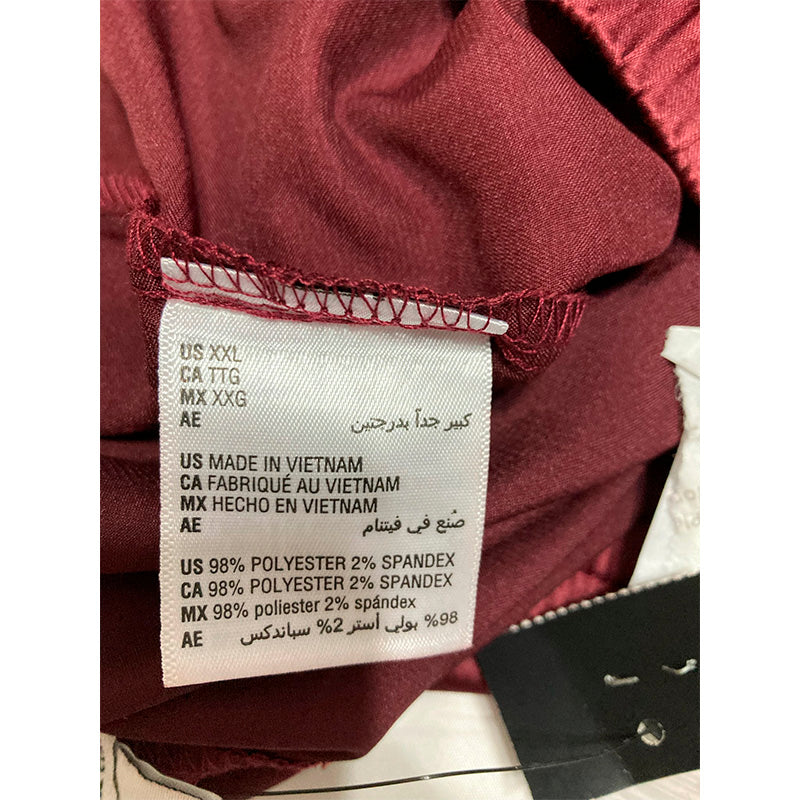 US XXL
CA TTG
MX XXG
AE كبير جداً بدرجتين
US MADE IN VIETNAM
CA FABRIQUÉ AU VIETNAM
MX HECHO EN VIETNAM
AE صُنع في فيتنام
US 98% POLYESTER 2% SPANDEX
CA 98% POLYESTER 2% SPANDEX
MX 98% poliester 2% spándex
AE 98% بولي أستر 2% سباندكس